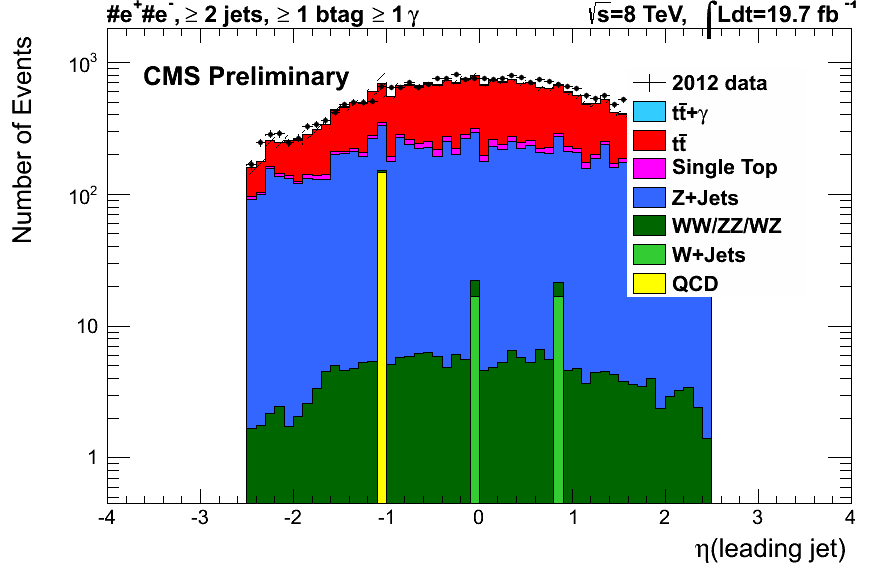 #e⁺#e⁻, ≥ 2 jets, ≥ 1 btag ≥ 1 γ √s=8 TeV, ∫Ldt=19.7 fb⁻¹
CMS Preliminary
2012 data
tt̄+γ
tt̄
Single Top
Z+Jets
WW/ZZ/WZ
W+Jets
QCD
Number of Events
10³
10²
10
1
-4 -3 -2 -1 0 1 2 3 4
η(leading jet)